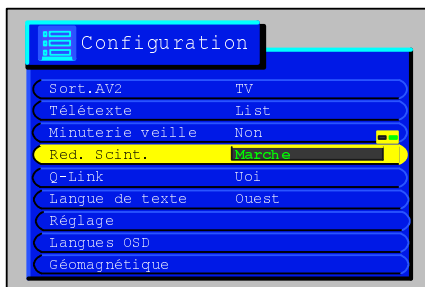 Configuration
Sort.AV2 TV
Télétexte List
Minuterie veille Non
Red. Scint. Marche
Q-Link Uoi
Langue de texte Ouest
Réglage
Langues OSD
Géomagnétique